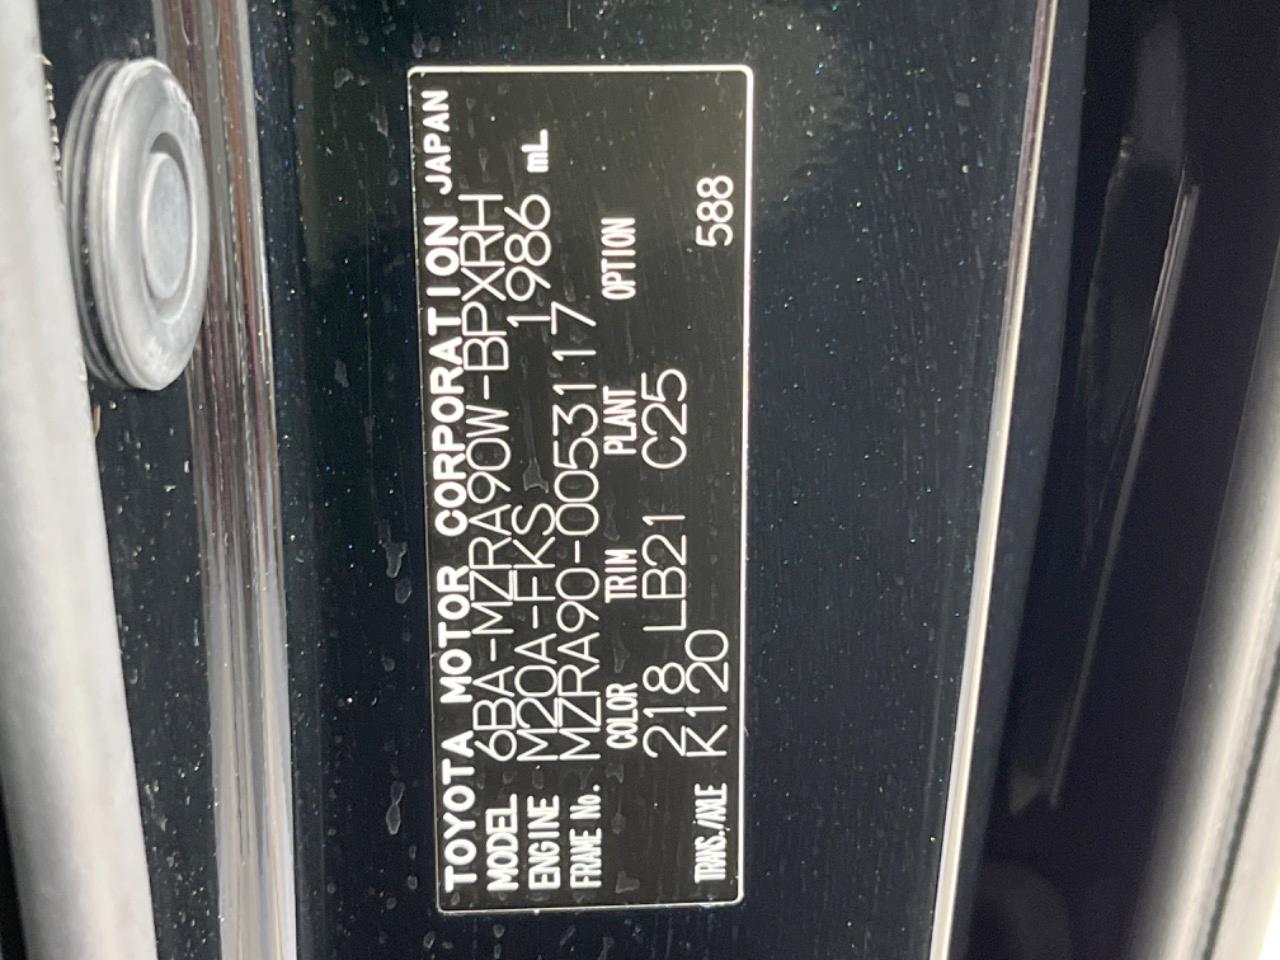 TOYOTA MOTOR CORPORATION JAPAN
MODEL 6BA-MZRA90W-BPXRH
ENGINE M20A-FKS 1986 mL
FRAME No. MZRA90-0053117
COLOR TRIM PLANT OPTION
218 LB21 C25
TRANS./AXLE K120 588